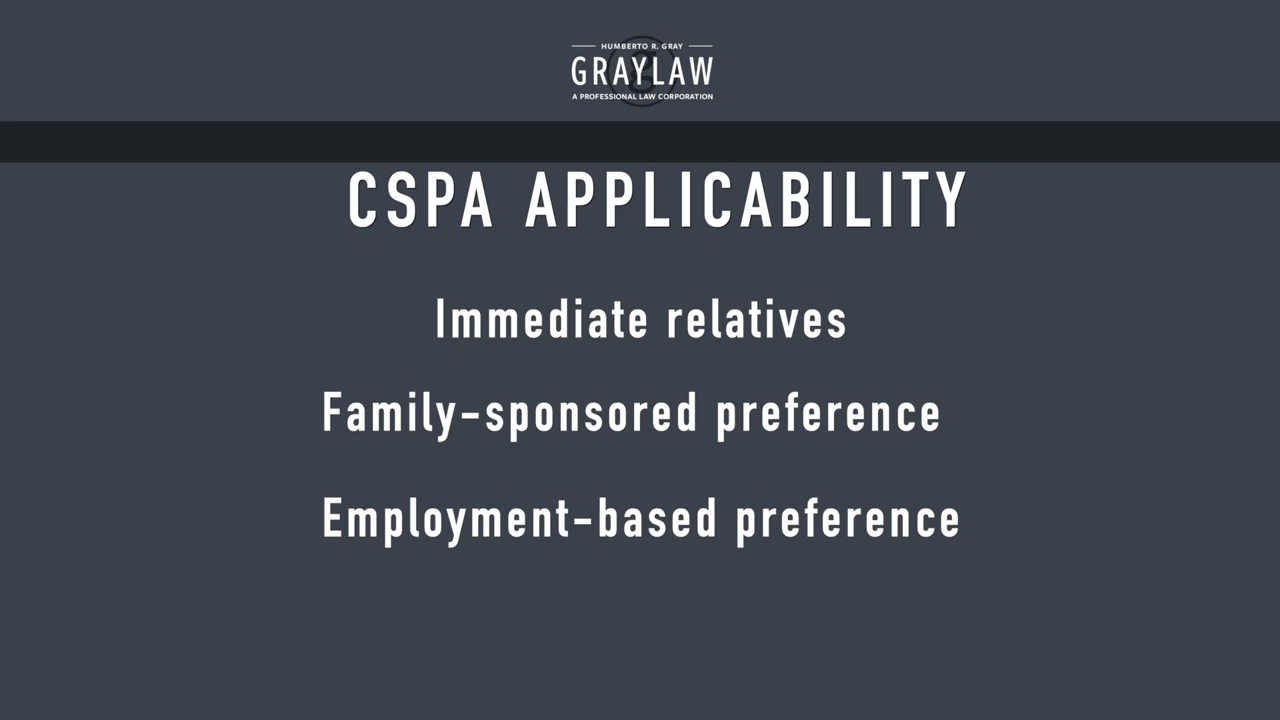 HUMBERTO R. GRAY
GRAYLAW
A PROFESSIONAL LAW CORPORATION
CSPA APPLICABILITY
Immediate relatives
Family-sponsored preference
Employment-based preference